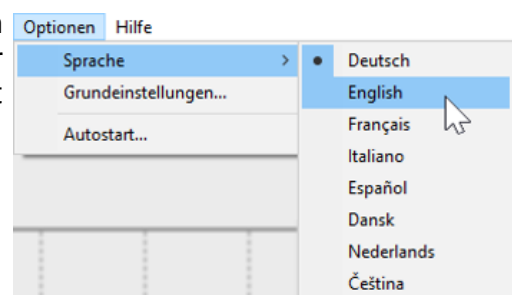 Optionen Hilfe
Sprache
Grundeinstellungen...
Autostart...
Deutsch
English
Français
Italiano
Español
Dansk
Nederlands
Čeština